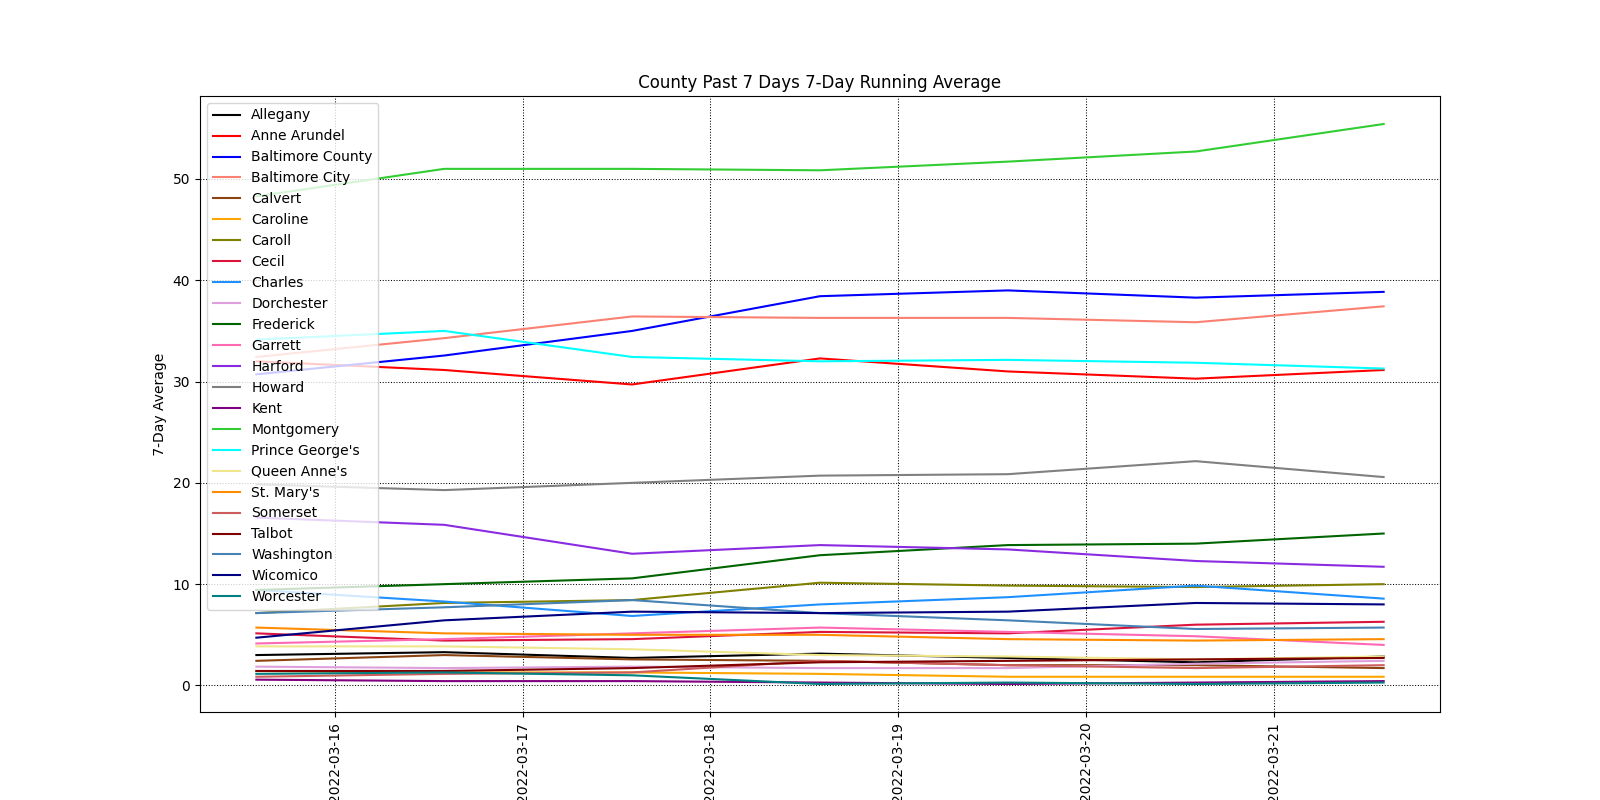 County Past 7 Days 7-Day Running Average
Allegany
Anne Arundel
Baltimore County
Baltimore City
Calvert
Caroline
Caroll
Cecil
Charles
Dorchester
Frederick
Garrett
Harford
Howard
Kent
Montgomery
Prince George's
Queen Anne's
St. Mary's
Somerset
Talbot
Washington
Wicomico
Worcester
7-Day Average
50
40
30
20
10
0
2022-03-16
2022-03-17
2022-03-18
2022-03-19
2022-03-20
2022-03-21